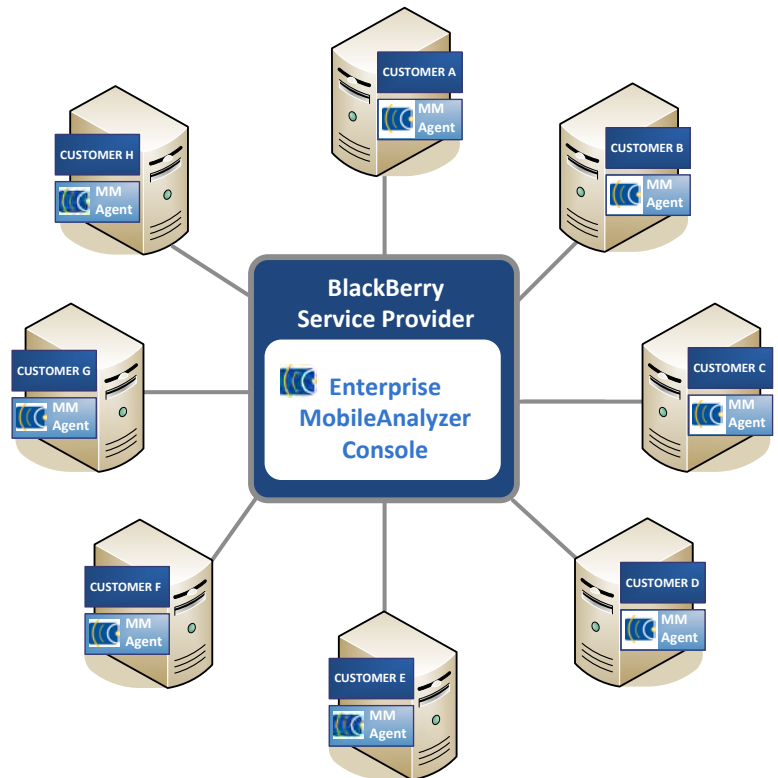 CUSTOMER A
MM
Agent
CUSTOMER B
MM
Agent
CUSTOMER H
MM
Agent
BlackBerry
Service Provider
Enterprise
MobileAnalyzer
Console
CUSTOMER G
MM
Agent
CUSTOMER C
MM
Agent
CUSTOMER F
MM
Agent
CUSTOMER D
MM
Agent
CUSTOMER E
MM
Agent